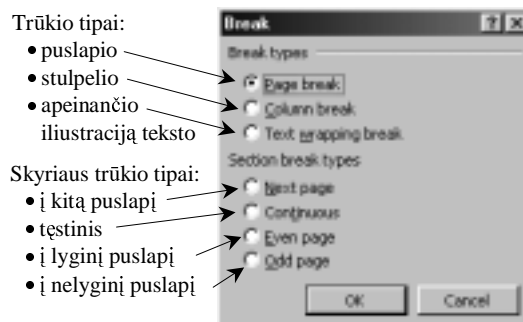 Trūkio tipai:
• puslapio
• stulpelio
• apeinančio
iliustraciją teksto
Skyriaus trūkio tipai:
• į kitą puslapį
• tęstinis
• į lyginį puslapį
• į nelyginį puslapį
Break
Break types
Page break
Column break
Text wrapping break
Section break types
Next page
Continuous
Even page
Odd page
OK
Cancel